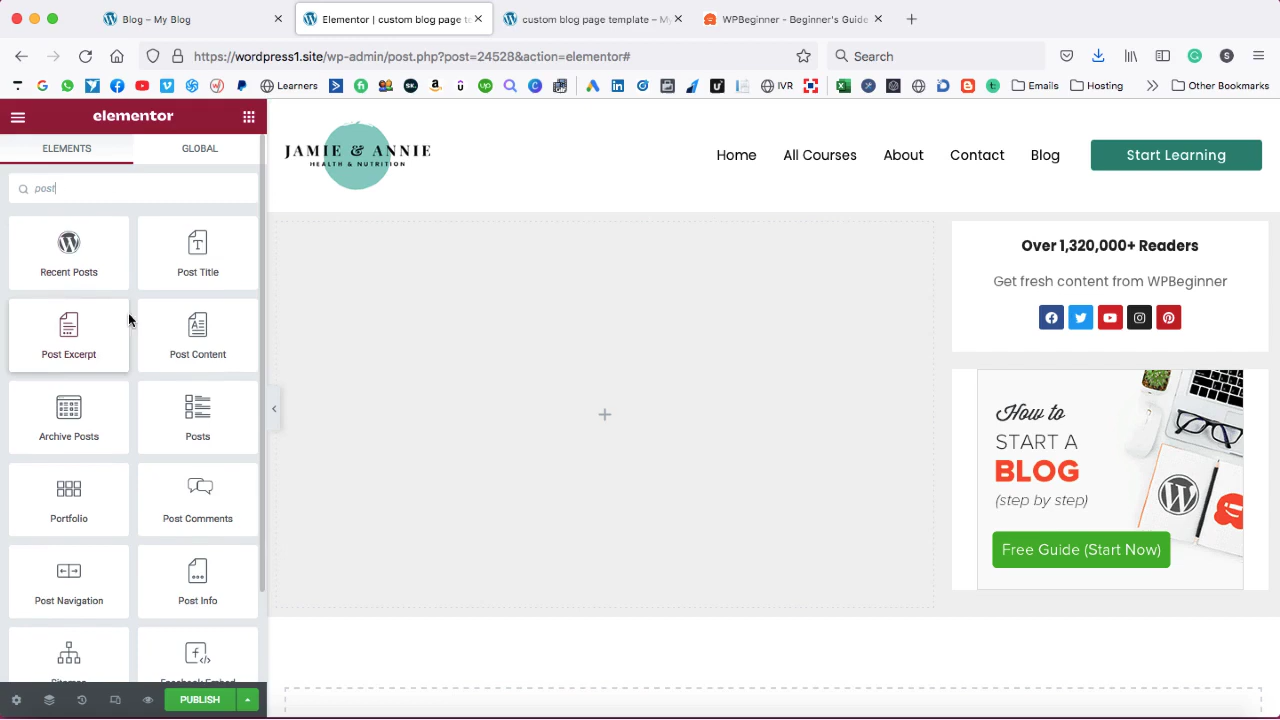 Blog – My Blog
Elementor | custom blog page te
custom blog page template – My
WPBeginner - Beginner's Guide
https://wordpress1.site/wp-admin/post.php?post=24528&action=elementor#
Search
Learners
IVR
Emails
Hosting
Other Bookmarks
elementor
ELEMENTS
GLOBAL
post
Recent Posts
Post Title
Post Excerpt
Post Content
Archive Posts
Posts
Portfolio
Post Comments
Post Navigation
Post Info
PUBLISH
JAMIE & ANNIE
HEALTH & NUTRITION
Home
All Courses
About
Contact
Blog
Start Learning
Over 1,320,000+ Readers
Get fresh content from WPBeginner
How to
START A
BLOG
(step by step)
Free Guide (Start Now)